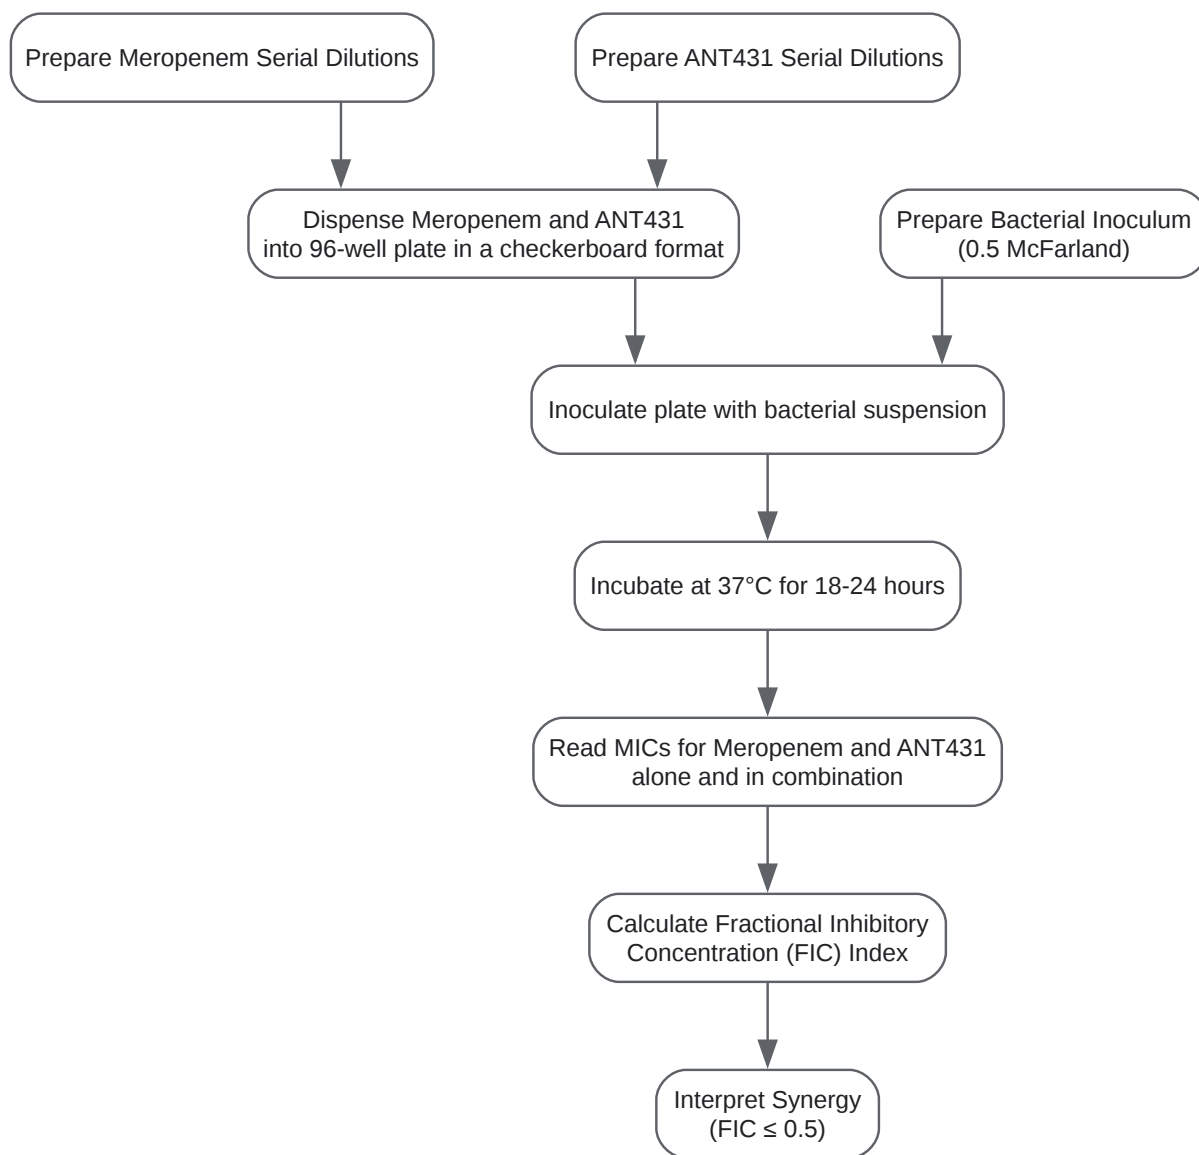 Prepare Meropenem Serial Dilutions
Prepare ANT431 Serial Dilutions
Dispense Meropenem and ANT431
into 96-well plate in a checkerboard format
Prepare Bacterial Inoculum
(0.5 McFarland)
Inoculate plate with bacterial suspension
Incubate at 37°C for 18-24 hours
Read MICs for Meropenem and ANT431
alone and in combination
Calculate Fractional Inhibitory
Concentration (FIC) Index
Interpret Synergy
(FIC ≤ 0.5)